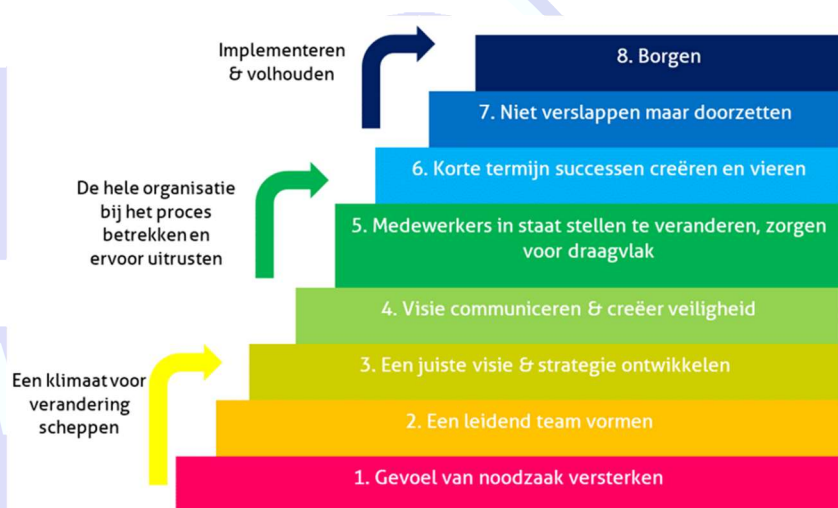 Implementeren
& volhouden
8. Borgen
7. Niet verslappen maar doorzetten
De hele organisatie
bij het proces
betrekken en
ervoor uitrusten
6. Korte termijn successen creëren en vieren
5. Medewerkers in staat stellen te veranderen, zorgen
voor draagvlak
4. Visie communiceren & creëer veiligheid
Een klimaat voor
verandering
scheppen
3. Een juiste visie & strategie ontwikkelen
2. Een leidend team vormen
1. Gevoel van noodzaak versterken